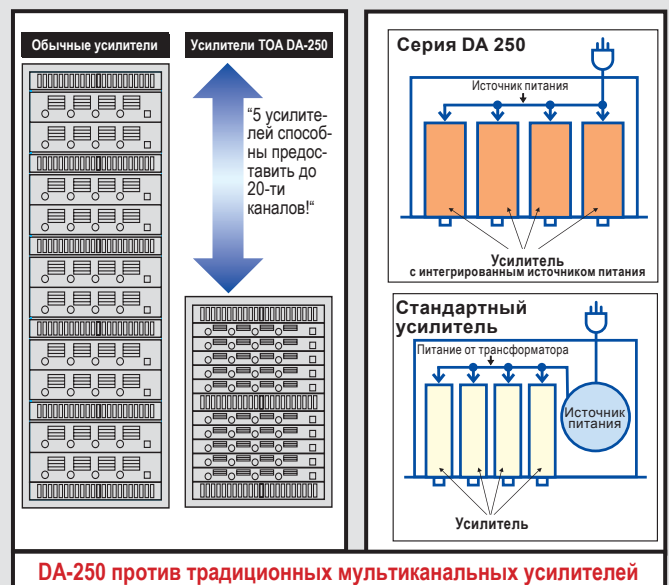 Обычные усилители
Усилители TOA DA-250
“5 усилите-
лей способ-
ны предос-
тавить до
20-ти
каналов!“
Серия DA 250
Источник питания
Усилитель
с интегрированным источником питания
Стандартный
усилитель
Питание от трансформатора
Источник
питания
Усилитель
DA-250 против традиционных мультиканальных усилителей